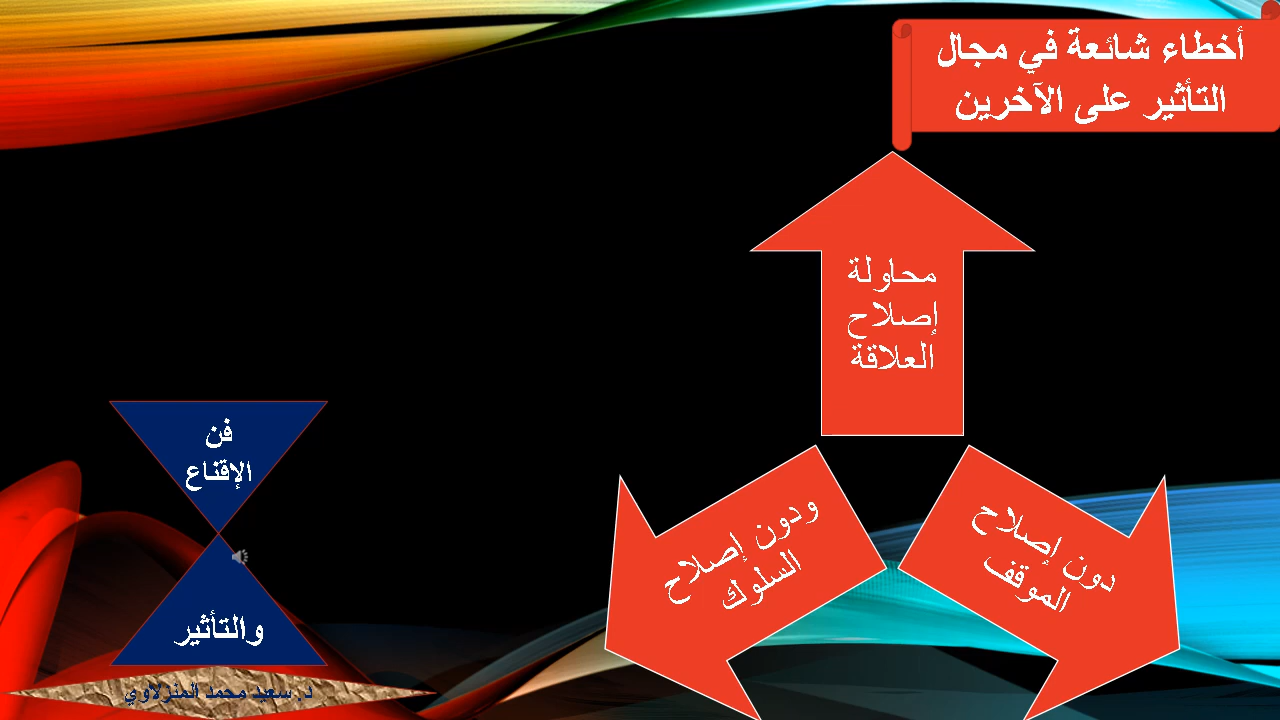 أخطاء شائعة في مجال
التأثير على الآخرين
محاولة
إصلاح
العلاقة
دون إصلاح
الموقف
ودون إصلاح
السلوك
فن
الإقناع
والتأثير
د. سعيد محمد المنزلاوي